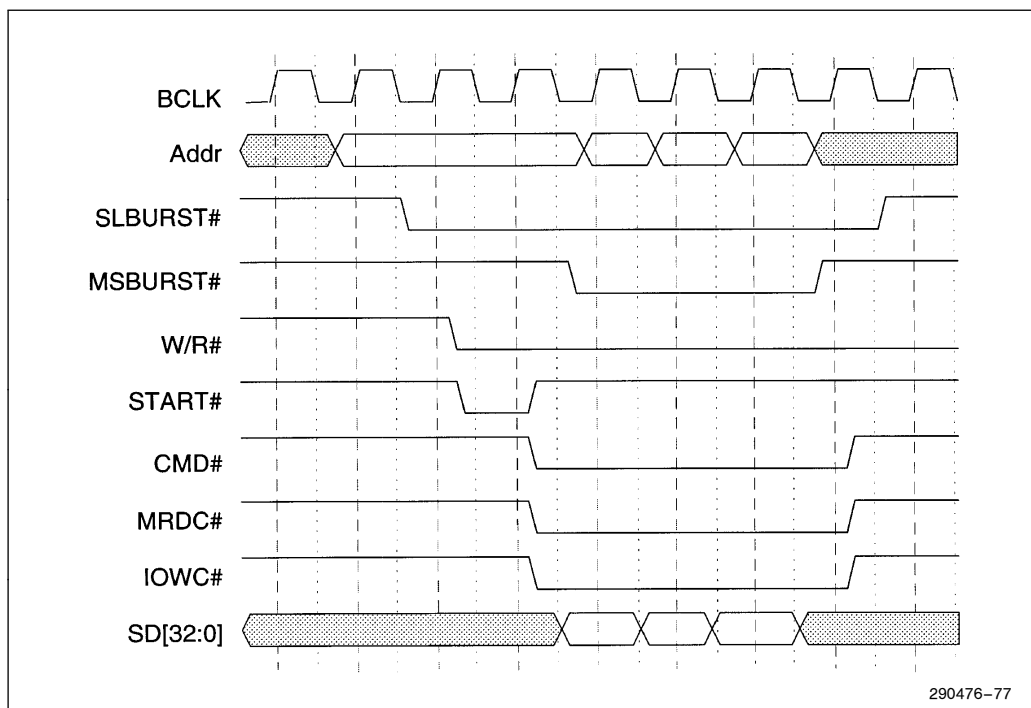 BCLK
Addr
SLBURST#
MSBURST#
W/R#
START#
CMD#
MRDC#
IOWC#
SD[32:0]
290476–77